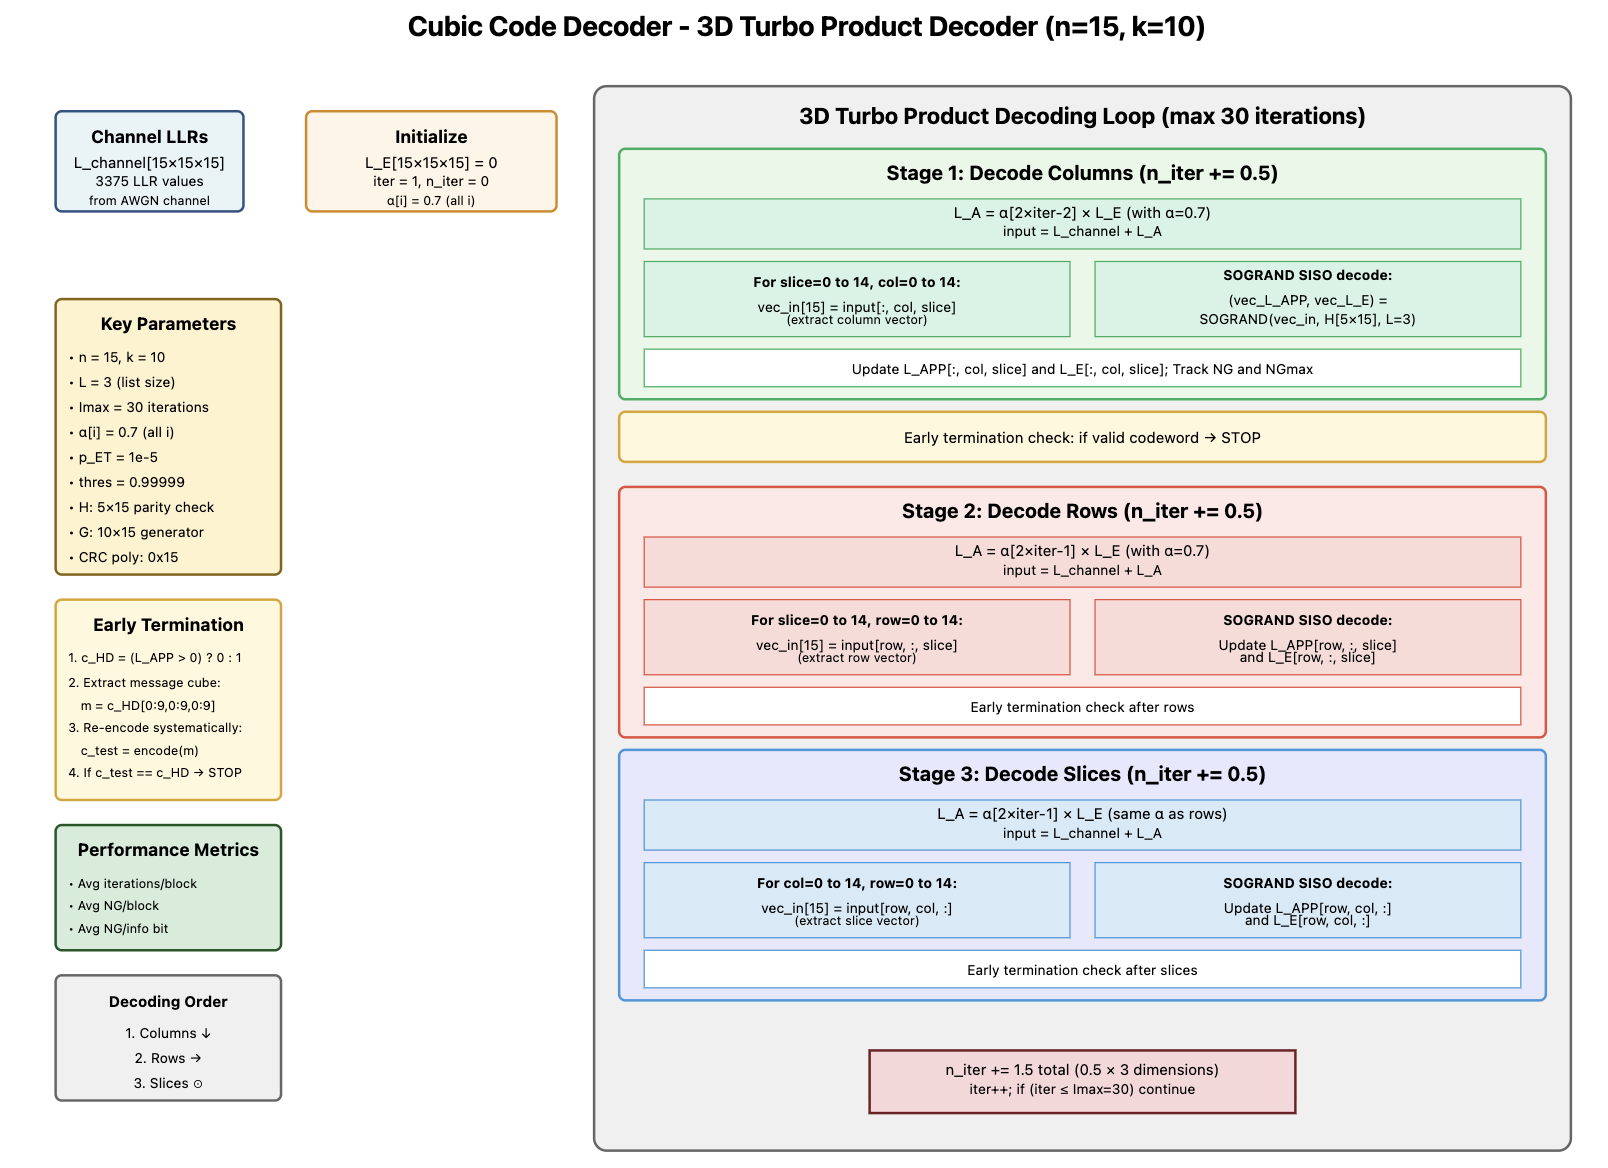 Cubic Code Decoder - 3D Turbo Product Decoder (n=15, k=10)
Channel LLRs
L_channel[15×15×15]
3375 LLR values
from AWGN channel
Initialize
L_E[15×15×15] = 0
iter = 1, n_iter = 0
α[i] = 0.7 (all i)
Key Parameters
• n = 15, k = 10
• L = 3 (list size)
• Imax = 30 iterations
• α[i] = 0.7 (all i)
• p_ET = 1e-5
• thres = 0.99999
• H: 5×15 parity check
• G: 10×15 generator
• CRC poly: 0x15
Early Termination
1. c_HD = (L_APP > 0) ? 0 : 1
2. Extract message cube:
m = c_HD[0:9,0:9,0:9]
3. Re-encode systematically:
c_test = encode(m)
4. If c_test == c_HD → STOP
Performance Metrics
• Avg iterations/block
• Avg NG/block
• Avg NG/info bit
Decoding Order
1. Columns ↓
2. Rows →
3. Slices ⊙
3D Turbo Product Decoding Loop (max 30 iterations)
Stage 1: Decode Columns (n_iter += 0.5)
L_A = α[2×iter-2] × L_E (with α=0.7)
input = L_channel + L_A
For slice=0 to 14, col=0 to 14:
vec_in[15] = input[:, col, slice]
(extract column vector)
SOGRAND SISO decode:
(vec_L_APP, vec_L_E) =
SOGRAND(vec_in, H[5×15], L=3)
Update L_APP[:, col, slice] and L_E[:, col, slice]; Track NG and NGmax
Early termination check: if valid codeword → STOP
Stage 2: Decode Rows (n_iter += 0.5)
L_A = α[2×iter-1] × L_E (with α=0.7)
input = L_channel + L_A
For slice=0 to 14, row=0 to 14:
vec_in[15] = input[row, :, slice]
(extract row vector)
SOGRAND SISO decode:
Update L_APP[row, :, slice]
and L_E[row, :, slice]
Early termination check after rows
Stage 3: Decode Slices (n_iter += 0.5)
L_A = α[2×iter-1] × L_E (same α as rows)
input = L_channel + L_A
For col=0 to 14, row=0 to 14:
vec_in[15] = input[row, col, :]
(extract slice vector)
SOGRAND SISO decode:
Update L_APP[row, col, :]
and L_E[row, col, :]
Early termination check after slices
n_iter += 1.5 total (0.5 × 3 dimensions)
iter++; if (iter ≤ Imax=30) continue